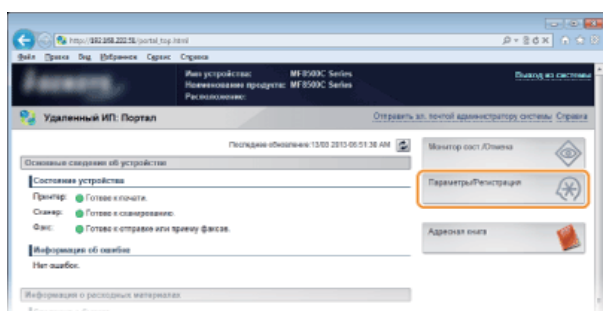 http://192.168.222.51/portal_top.html
Файл Правка Вид Избранное Сервис Справка
Имя устройства: MF8500C Series
Наименование продукта: MF8500C Series
Расположение:
Выход из системы
Удаленный ИП: Портал
Отправить эл. почтой администратору системы Справка
Последнее обновление: 13/03 2013 06:51:36 AM
Монитор сост./Отмена
Основные сведения об устройстве
Состояние устройства
Параметры/Регистрация
Принтер: Готово к печати.
Сканер: Готово к сканированию.
Факс: Готово к отправке или приему факсов.
Адресная книга
Информация об ошибке
Нет ошибок.
Информация о расходных материалах